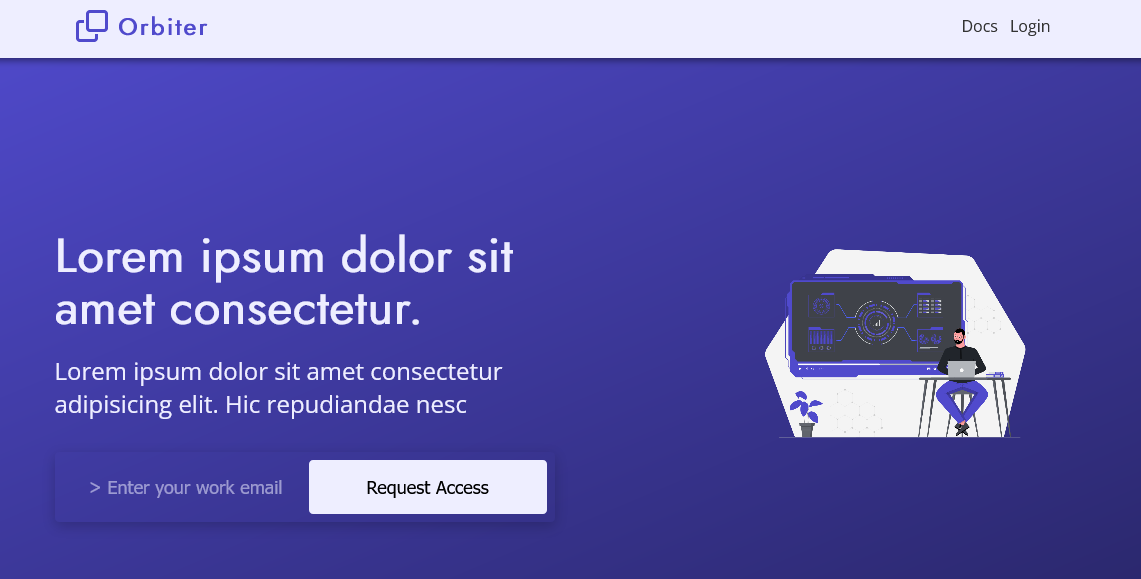 Orbiter
Docs Login
Lorem ipsum dolor sit
amet consectetur.
Lorem ipsum dolor sit amet consectetur
adipisicing elit. Hic repudiandae nesc
> Enter your work email
Request Access